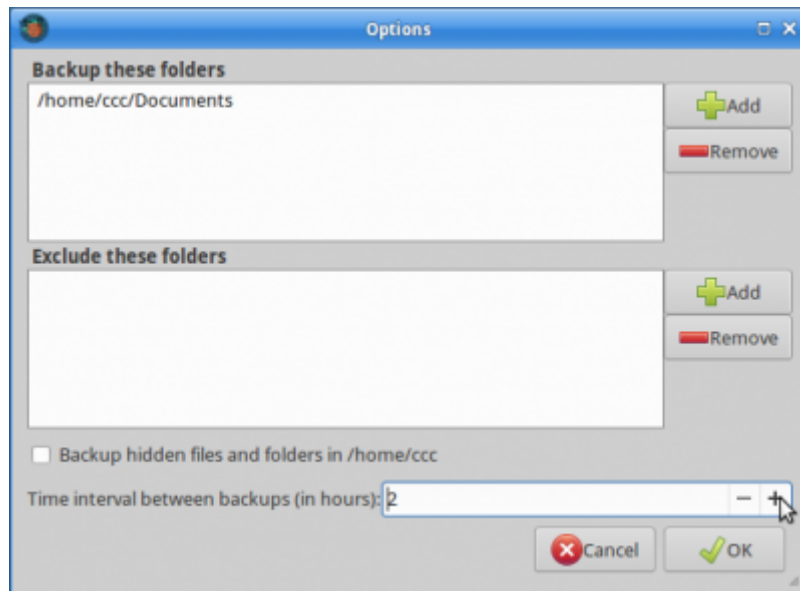 Options
Backup these folders
/home/ccc/Documents
Add
Remove
Exclude these folders
Add
Remove
Backup hidden files and folders in /home/ccc
Time interval between backups (in hours): 2
Cancel
OK